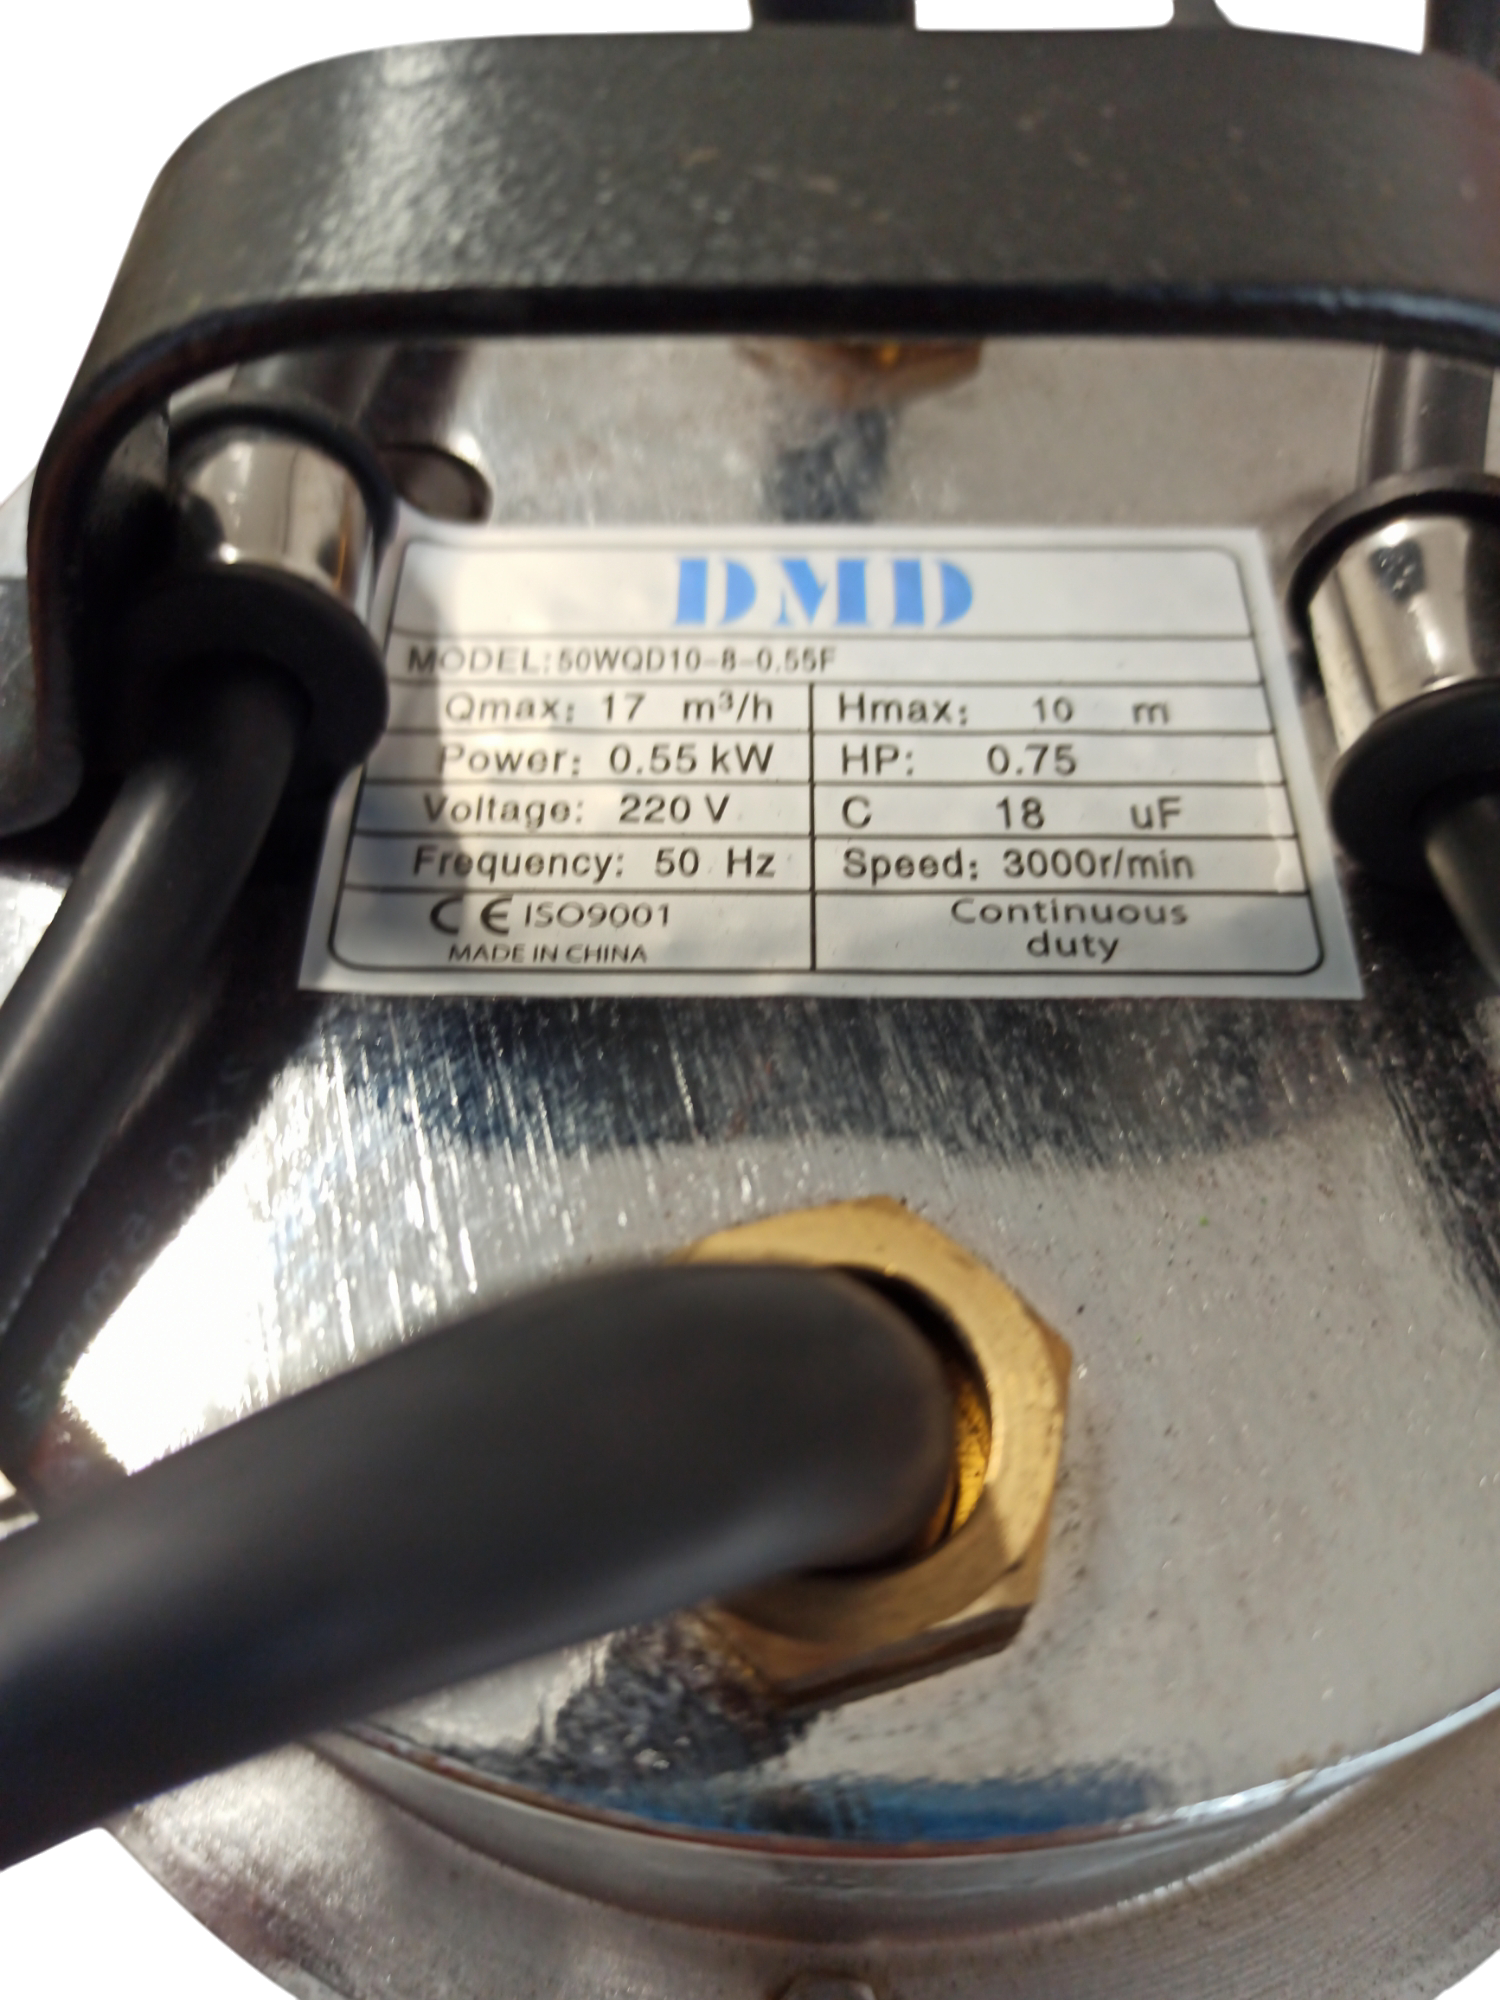 DMD
MODEL:50WQD10-8-0.55F
Qmax: 17 m³/h Hmax: 10 m
Power: 0.55 kW HP: 0.75
Voltage: 220 V C 18 uF
Frequency: 50 Hz Speed: 3000r/min
CE ISO9001 Continuous
MADE IN CHINA duty